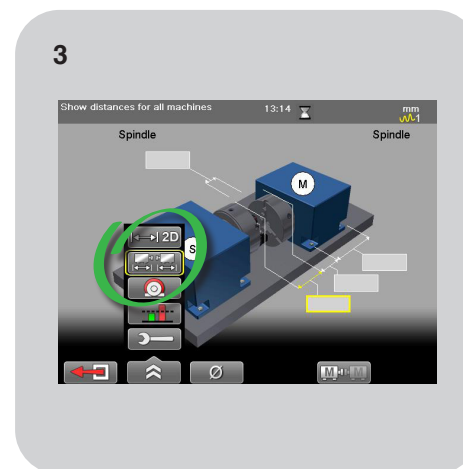 3
Show distances for all machines 13:14 mm
1
Spindle Spindle
M
S
2D
Ø
M M